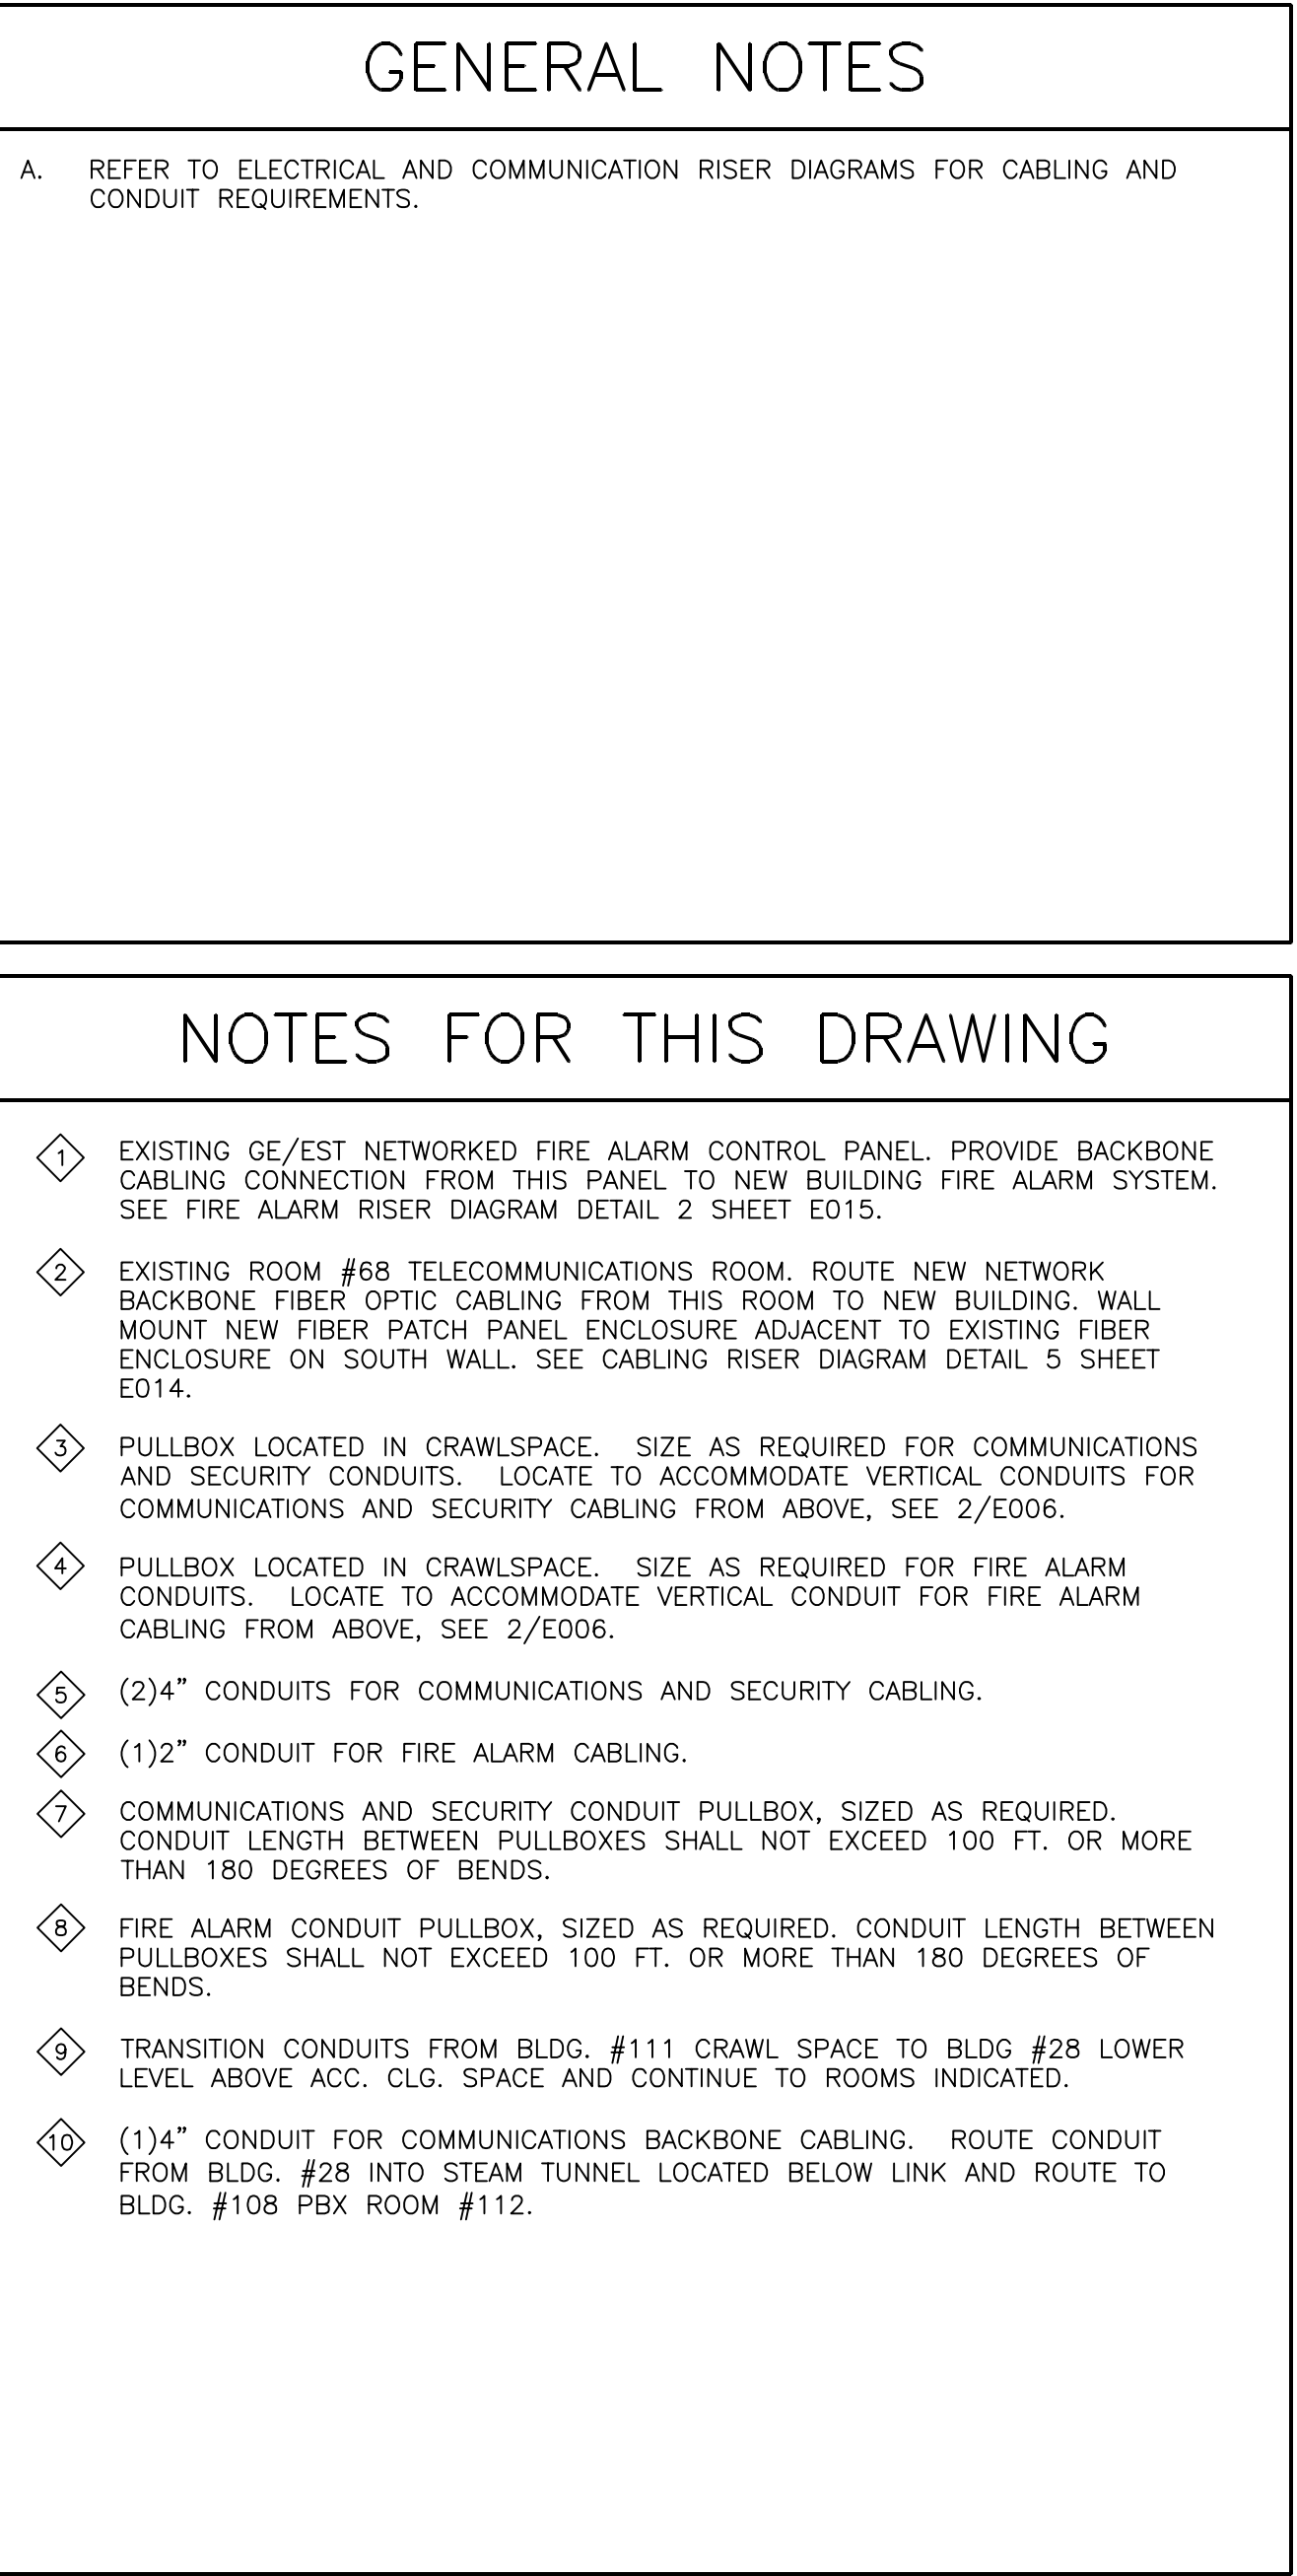 GENERAL NOTES
A. REFER TO ELECTRICAL AND COMMUNICATION RISER DIAGRAMS FOR CABLING AND
CONDUIT REQUIREMENTS.
NOTES FOR THIS DRAWING
1 EXISTING GE/EST NETWORKED FIRE ALARM CONTROL PANEL. PROVIDE BACKBONE
CABLING CONNECTION FROM THIS PANEL TO NEW BUILDING FIRE ALARM SYSTEM.
SEE FIRE ALARM RISER DIAGRAM DETAIL 2 SHEET E015.
2 EXISTING ROOM #68 TELECOMMUNICATIONS ROOM. ROUTE NEW NETWORK
BACKBONE FIBER OPTIC CABLING FROM THIS ROOM TO NEW BUILDING. WALL
MOUNT NEW FIBER PATCH PANEL ENCLOSURE ADJACENT TO EXISTING FIBER
ENCLOSURE ON SOUTH WALL. SEE CABLING RISER DIAGRAM DETAIL 5 SHEET
E014.
3 PULLBOX LOCATED IN CRAWLSPACE. SIZE AS REQUIRED FOR COMMUNICATIONS
AND SECURITY CONDUITS. LOCATE TO ACCOMMODATE VERTICAL CONDUITS FOR
COMMUNICATIONS AND SECURITY CABLING FROM ABOVE, SEE 2/E006.
4 PULLBOX LOCATED IN CRAWLSPACE. SIZE AS REQUIRED FOR FIRE ALARM
CONDUITS. LOCATE TO ACCOMMODATE VERTICAL CONDUIT FOR FIRE ALARM
CABLING FROM ABOVE, SEE 2/E006.
5 (2)4" CONDUITS FOR COMMUNICATIONS AND SECURITY CABLING.
6 (1)2" CONDUIT FOR FIRE ALARM CABLING.
7 COMMUNICATIONS AND SECURITY CONDUIT PULLBOX, SIZED AS REQUIRED.
CONDUIT LENGTH BETWEEN PULLBOXES SHALL NOT EXCEED 100 FT. OR MORE
THAN 180 DEGREES OF BENDS.
8 FIRE ALARM CONDUIT PULLBOX, SIZED AS REQUIRED. CONDUIT LENGTH BETWEEN
PULLBOXES SHALL NOT EXCEED 100 FT. OR MORE THAN 180 DEGREES OF
BENDS.
9 TRANSITION CONDUITS FROM BLDG. #111 CRAWL SPACE TO BLDG #28 LOWER
LEVEL ABOVE ACC. CLG. SPACE AND CONTINUE TO ROOMS INDICATED.
10 (1)4" CONDUIT FOR COMMUNICATIONS BACKBONE CABLING. ROUTE CONDUIT
FROM BLDG. #28 INTO STEAM TUNNEL LOCATED BELOW LINK AND ROUTE TO
BLDG. #108 PBX ROOM #112.